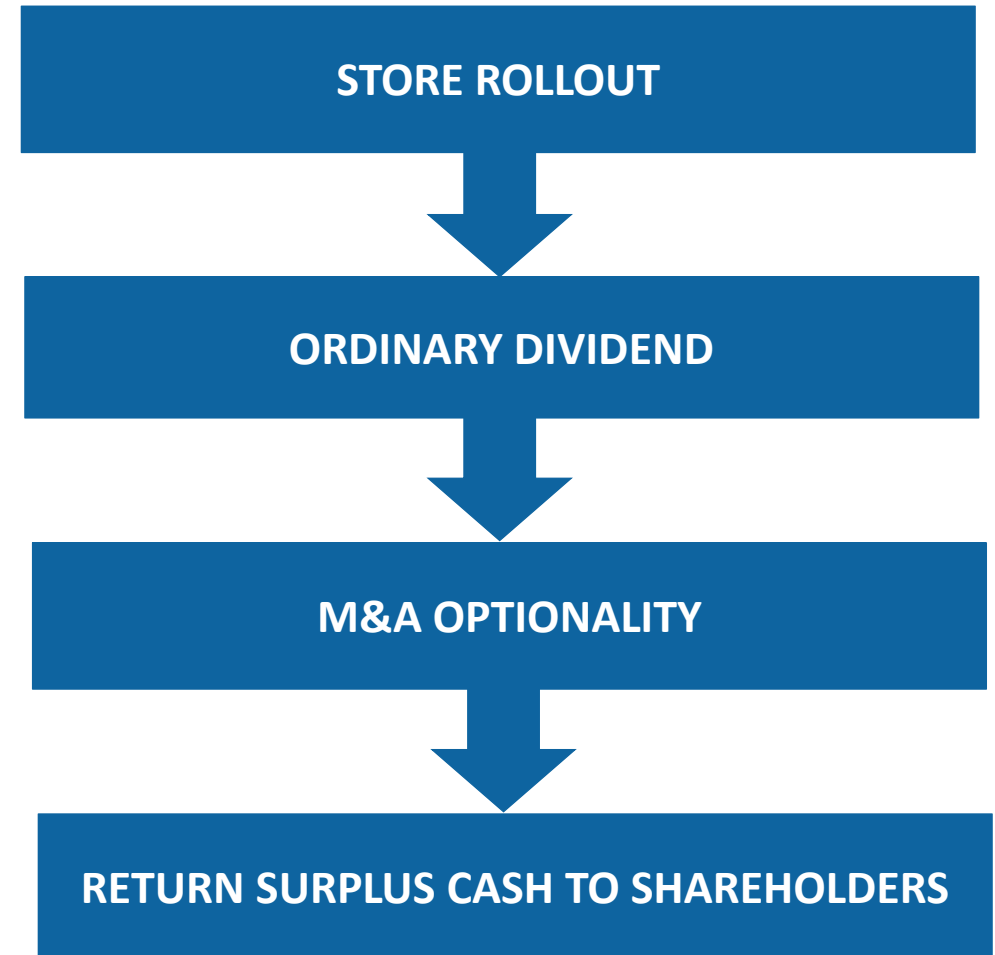 STORE ROLLOUT
ORDINARY DIVIDEND
M&A OPTIONALITY
RETURN SURPLUS CASH TO SHAREHOLDERS